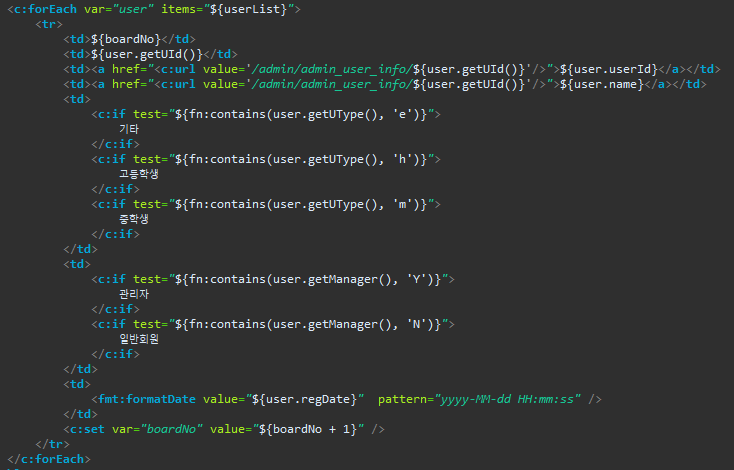 <c:forEach var="user" items="${userList}">
<tr>
<td>${boardNo}</td>
<td>${user.getUId()}</td>
<td><a href="<c:url value='/admin/admin_user_info/${user.getUId()}'/>">${user.userId}</a></td>
<td><a href="<c:url value='/admin/admin_user_info/${user.getUId()}'/>">${user.name}</a></td>
<td>
<c:if test="${fn:contains(user.getUType(), 'e')}">
기타
</c:if>
<c:if test="${fn:contains(user.getUType(), 'h')}">
고등학생
</c:if>
<c:if test="${fn:contains(user.getUType(), 'm')}">
중학생
</c:if>
</td>
<td>
<c:if test="${fn:contains(user.getManager(), 'Y')}">
관리자
</c:if>
<c:if test="${fn:contains(user.getManager(), 'N')}">
일반회원
</c:if>
</td>
<td>
<fmt:formatDate value="${user.regDate}"  pattern="yyyy-MM-dd HH:mm:ss" />
</td>
<c:set var="boardNo" value="${boardNo + 1}" />
</tr>
</c:forEach>